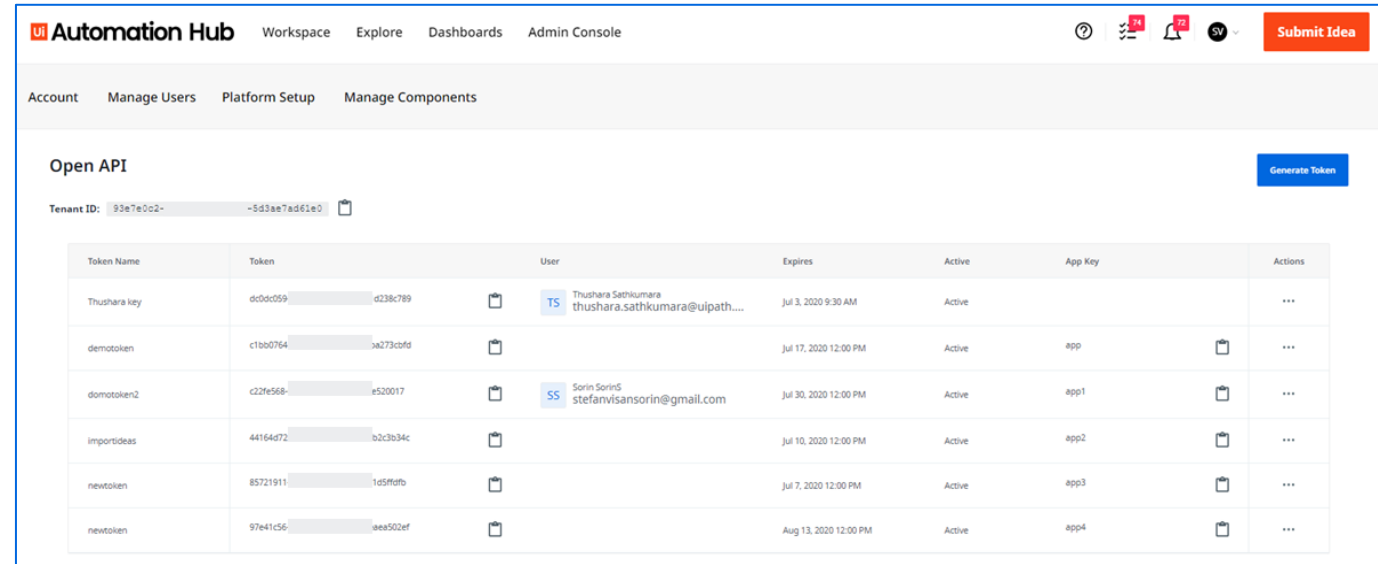 Ui Automation Hub Workspace Explore Dashboards Admin Console 74 72 SV Submit Idea
Account Manage Users Platform Setup Manage Components
Open API Generate Token
Tenant ID: 93e7e0c2- -5d3ae7ad61e0
Token Name Token User Expires Active App Key Actions
Thushara key dc0dc059- d238c789 TS Thushara Sathkumara Jul 3, 2020 9:30 AM Active ...
thushara.sathkumara@uipath....
demotoken c1bb0764 ba273cbfd Jul 17, 2020 12:00 PM Active app ...
domotoken2 c22fe568- e520017 SS Sorin SorinS Jul 30, 2020 12:00 PM Active app1 ...
stefanvisansorin@gmail.com
importideas 44164d72 b2c3b34c Jul 10, 2020 12:00 PM Active app2 ...
newtoken 85721911- 1d5ffdfb Jul 7, 2020 12:00 PM Active app3 ...
newtoken 97e41c56- aea502ef Aug 13, 2020 12:00 PM Active app4 ...